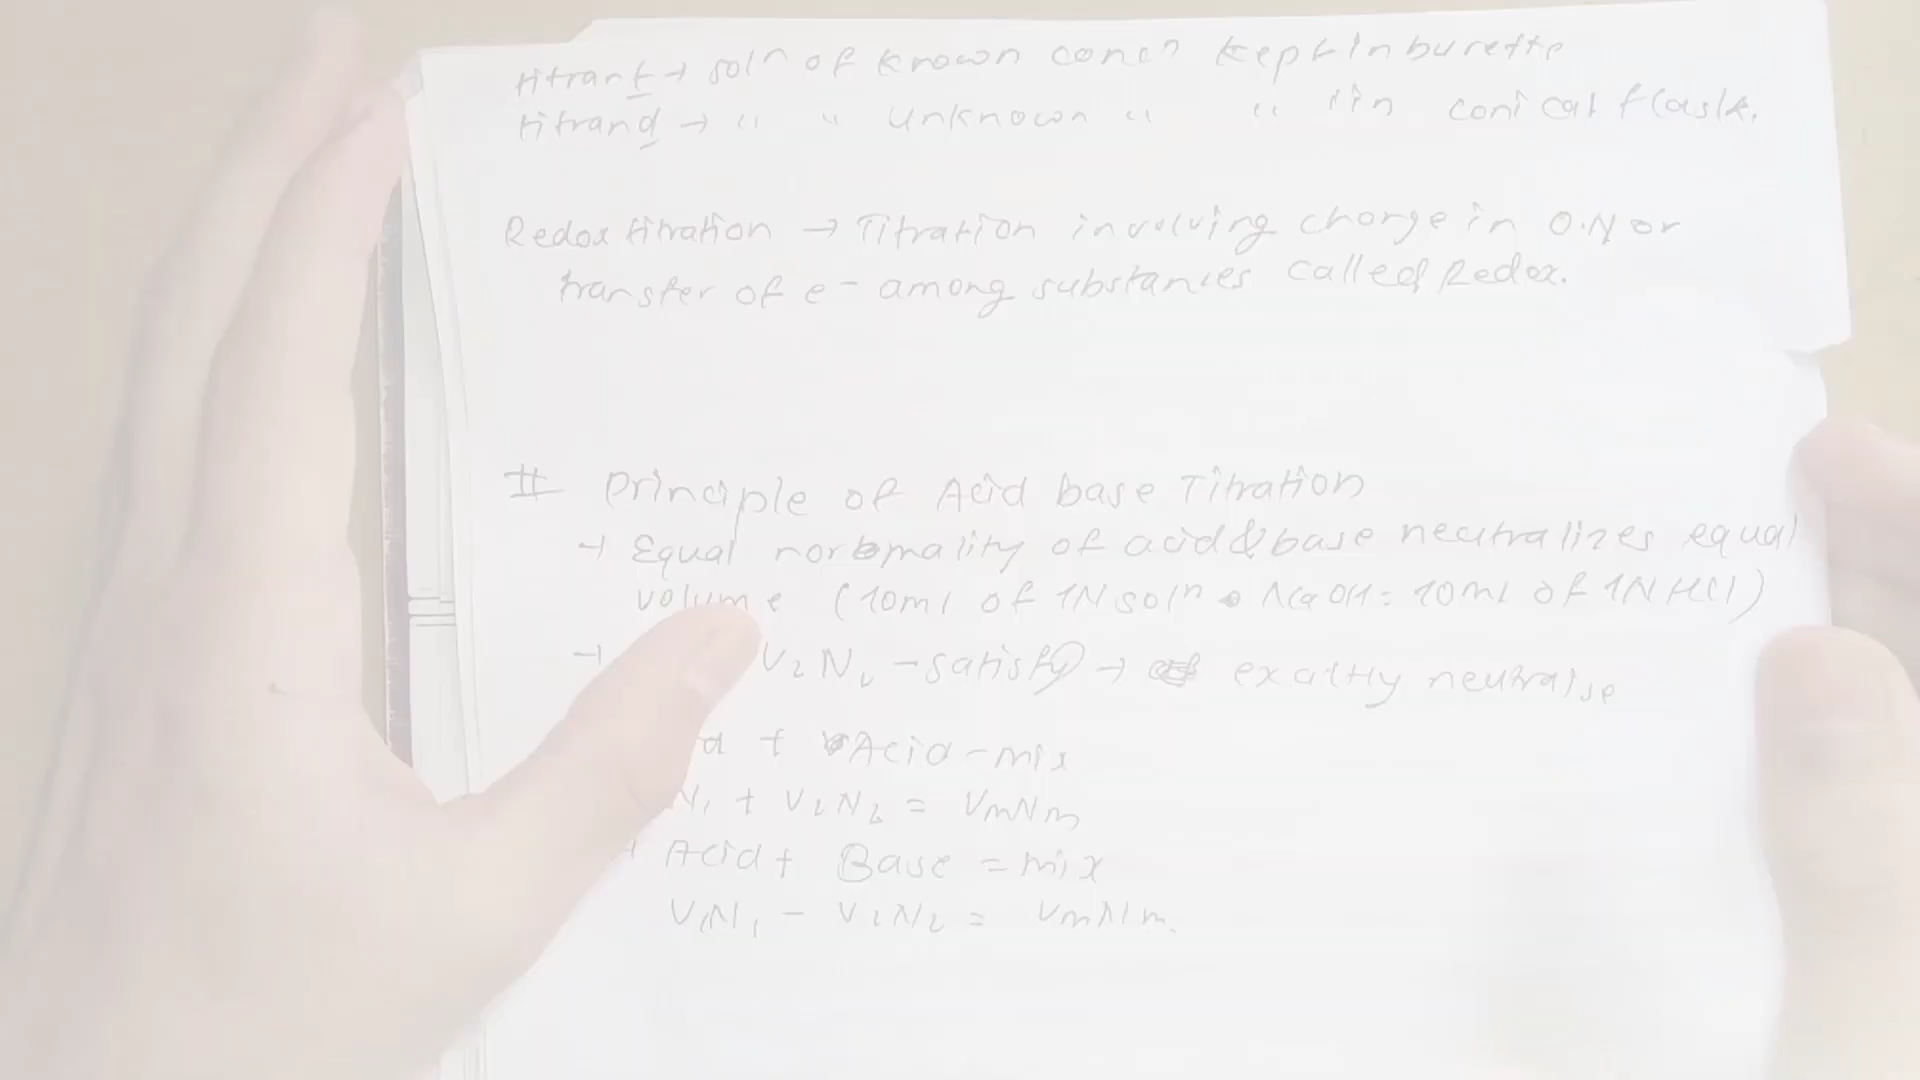 titrant → solⁿ of known concⁿ kept in burette
titrand → " " unknown " " in conical flask.
Redox titration → Titration involving change in O.N or
transfer of e- among substances called Redox.
# Principle of Acid base Titration
→ Equal normality of acid & base neutralizes equal
volume (10ml of 1N solⁿ NaOH = 10ml of 1N HCl)
→ V₂N₂ - satisfy → exactly neutralise
+ Acid - mix
N₁ + V₂N₂ = VmNm
Acid + Base = mix
V₁N₁ - V₂N₂ = VmNm.